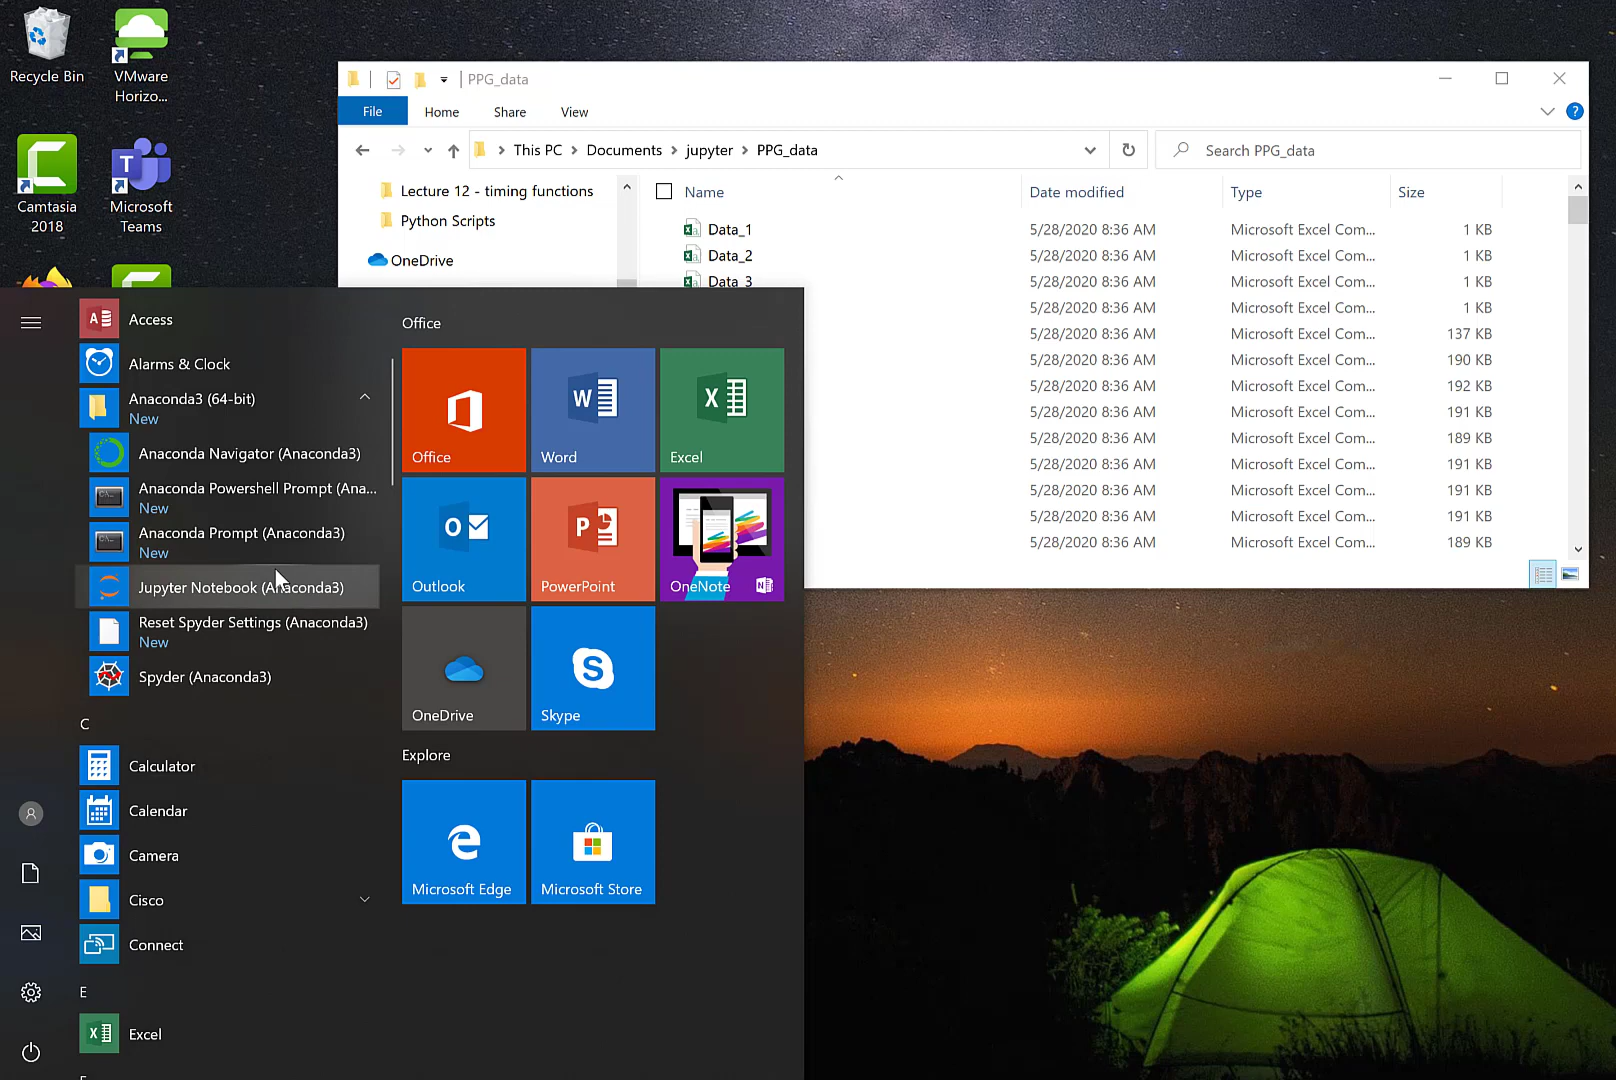 Recycle Bin
VMware
Horizo...
Camtasia
2018
Microsoft
Teams
PPG_data
File
Home
Share
View
This PC
Documents
jupyter
PPG_data
Search PPG_data
Lecture 12 - timing functions
Python Scripts
OneDrive
Name
Date modified
Type
Size
Data_1 5/28/2020 8:36 AM Microsoft Excel Com... 1 KB
Data_2 5/28/2020 8:36 AM Microsoft Excel Com... 1 KB
Data_3 5/28/2020 8:36 AM Microsoft Excel Com... 1 KB
5/28/2020 8:36 AM Microsoft Excel Com... 1 KB
5/28/2020 8:36 AM Microsoft Excel Com... 137 KB
5/28/2020 8:36 AM Microsoft Excel Com... 190 KB
5/28/2020 8:36 AM Microsoft Excel Com... 192 KB
5/28/2020 8:36 AM Microsoft Excel Com... 191 KB
5/28/2020 8:36 AM Microsoft Excel Com... 189 KB
5/28/2020 8:36 AM Microsoft Excel Com... 191 KB
5/28/2020 8:36 AM Microsoft Excel Com... 191 KB
5/28/2020 8:36 AM Microsoft Excel Com... 191 KB
5/28/2020 8:36 AM Microsoft Excel Com... 189 KB
Access
Alarms & Clock
Anaconda3 (64-bit)
New
Anaconda Navigator (Anaconda3)
Anaconda Powershell Prompt (Ana...
New
Anaconda Prompt (Anaconda3)
New
Jupyter Notebook (Anaconda3)
Reset Spyder Settings (Anaconda3)
New
Spyder (Anaconda3)
C
Calculator
Calendar
Camera
Cisco
Connect
E
Excel
Office
Office
Word
Excel
Outlook
PowerPoint
OneNote
OneDrive
Skype
Explore
Microsoft Edge
Microsoft Store